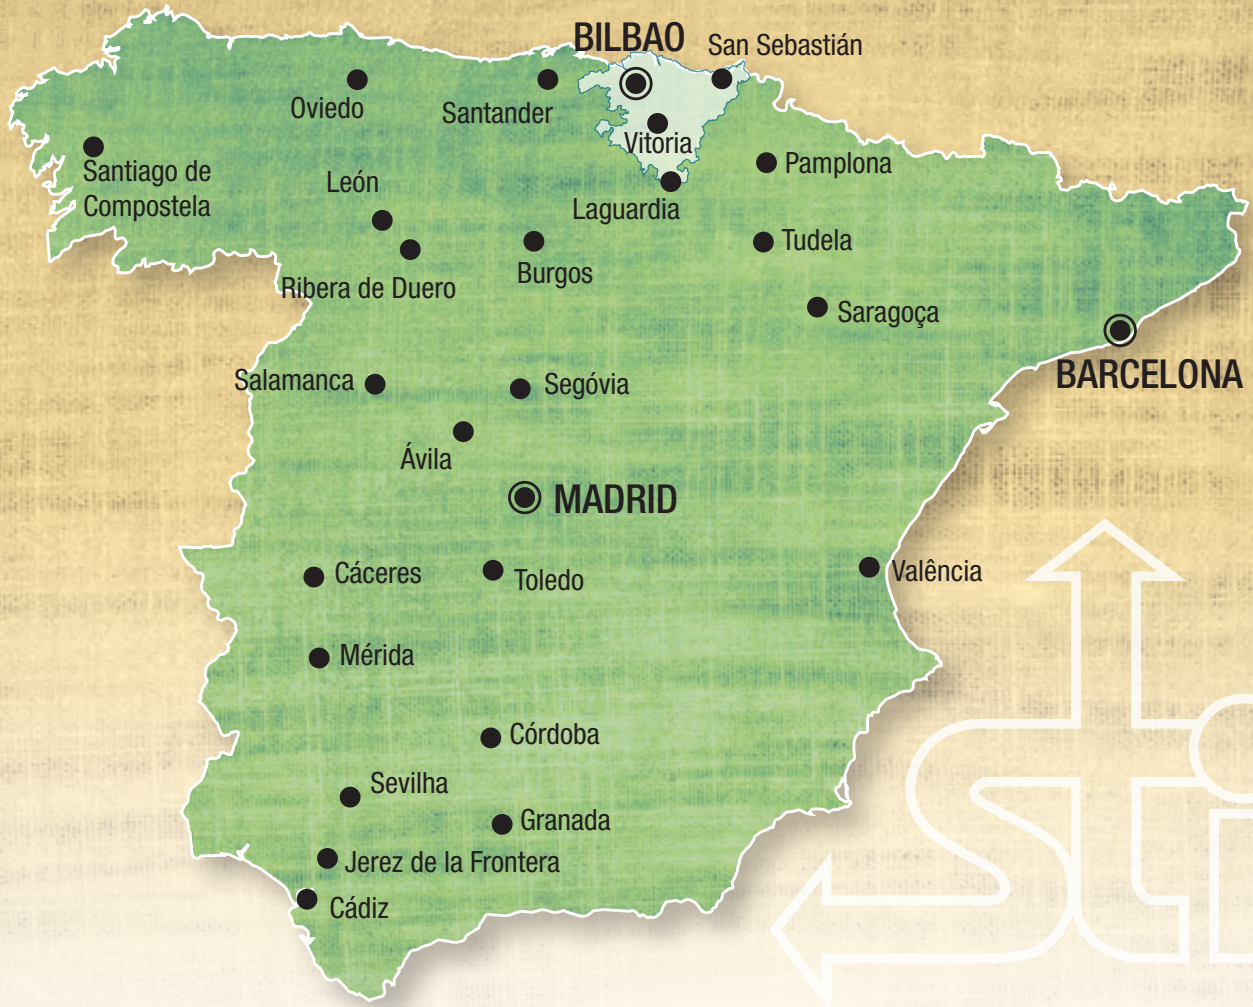 BILBAO
San Sebastián
Oviedo
Santander
Vitoria
Santiago de
Compostela
León
Pamplona
Laguardia
Tudela
Burgos
Ribera de Duero
Saragoça
BARCELONA
Salamanca
Segóvia
Ávila
MADRID
Cáceres
Toledo
Valência
Mérida
Córdoba
Sevilha
Granada
Jerez de la Frontera
Cádiz
sti